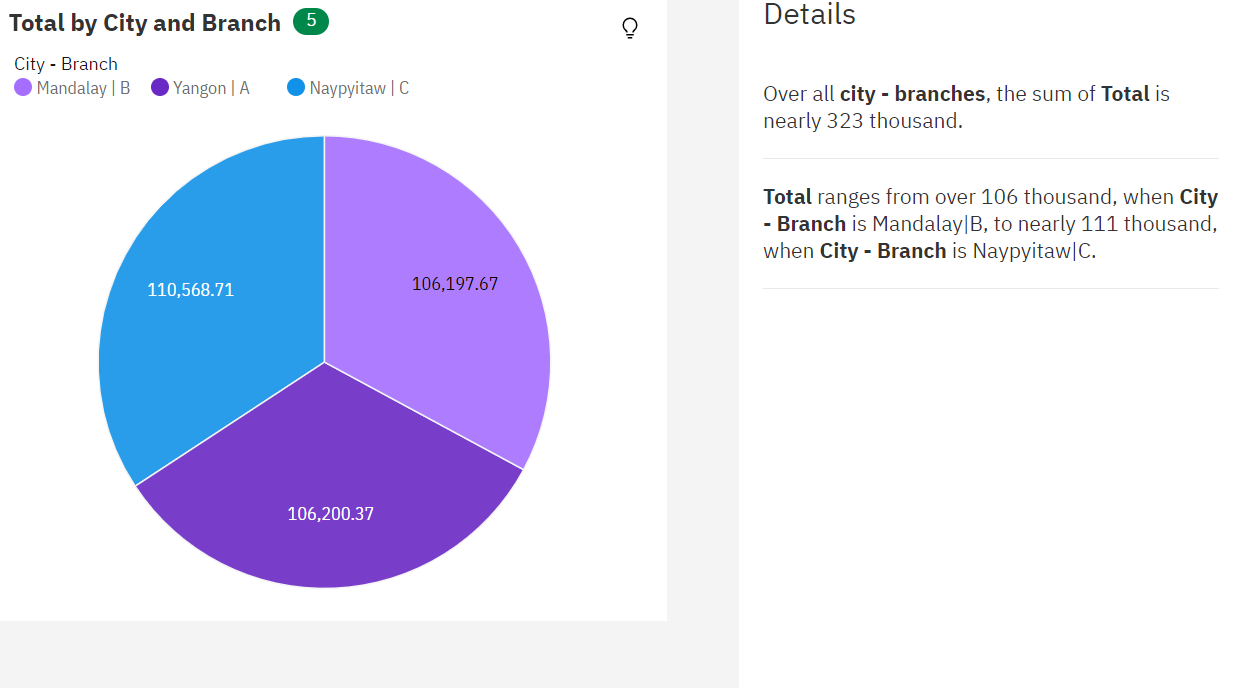 Total by City and Branch 5
City - Branch
Mandalay | B Yangon | A Naypyitaw | C
110,568.71
106,197.67
106,200.37
Details
Over all city - branches, the sum of Total is
nearly 323 thousand.
Total ranges from over 106 thousand, when City
- Branch is Mandalay|B, to nearly 111 thousand,
when City - Branch is Naypyitaw|C.